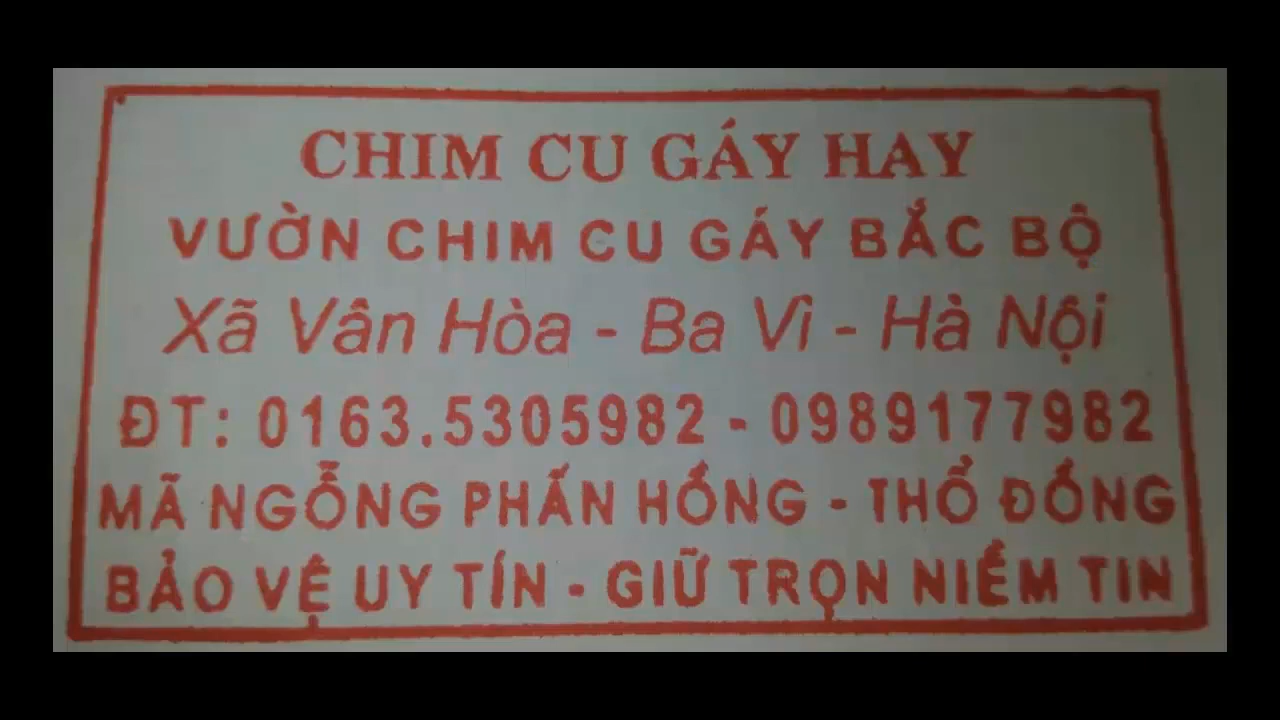 CHIM CU GÁY HAY
VƯỜN CHIM CU GÁY BẮC BỘ
Xã Vân Hòa - Ba Vì - Hà Nội
ĐT: 0163.5305982 - 0989177982
MÃ NGỖNG PHẤN HỒNG - THỔ ĐỒNG
BẢO VỆ UY TÍN - GIỮ TRỌN NIỀM TIN